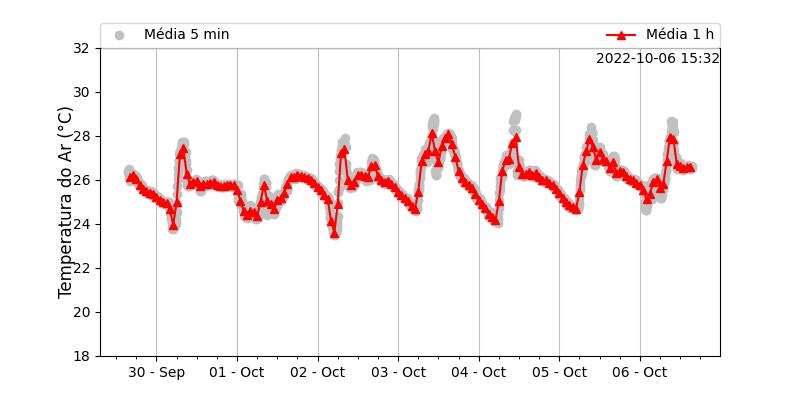 Média 5 min
Média 1 h
2022-10-06 15:32
Temperatura do Ar (°C)
32
30
28
26
24
22
20
18
30 - Sep
01 - Oct
02 - Oct
03 - Oct
04 - Oct
05 - Oct
06 - Oct